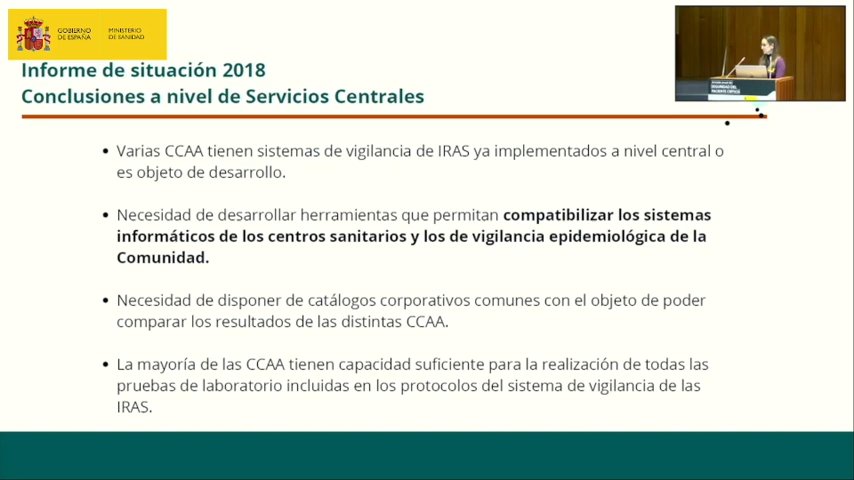 GOBIERNO
DE ESPAÑA
MINISTERIO
DE SANIDAD
Informe de situación 2018
Conclusiones a nivel de Servicios Centrales
• Varias CCAA tienen sistemas de vigilancia de IRAS ya implementados a nivel central o
es objeto de desarrollo.
• Necesidad de desarrollar herramientas que permitan compatibilizar los sistemas
informáticos de los centros sanitarios y los de vigilancia epidemiológica de la
Comunidad.
• Necesidad de disponer de catálogos corporativos comunes con el objeto de poder
comparar los resultados de las distintas CCAA.
• La mayoría de las CCAA tienen capacidad suficiente para la realización de todas las
pruebas de laboratorio incluidas en los protocolos del sistema de vigilancia de las
IRAS.
SEGURIDAD DEL
PACIENTE CRÍTICO